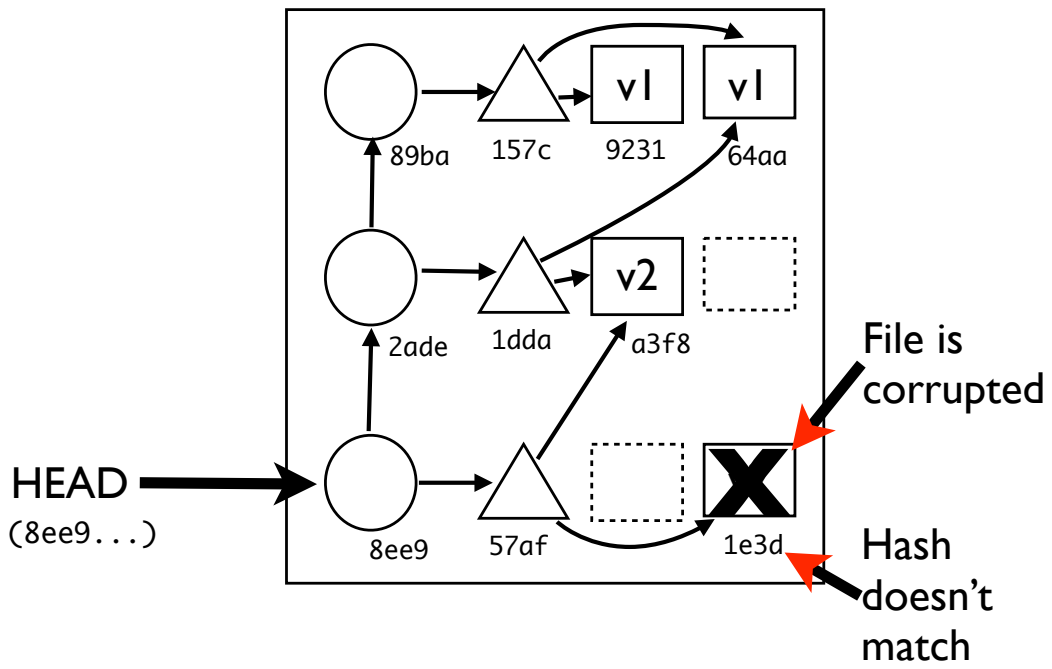 v1 v1
89ba 157c 9231 64aa
v2
2ade 1dda a3f8
File is
corrupted
HEAD
(8ee9...)
X
8ee9 57af 1e3d
Hash
doesn’t
match